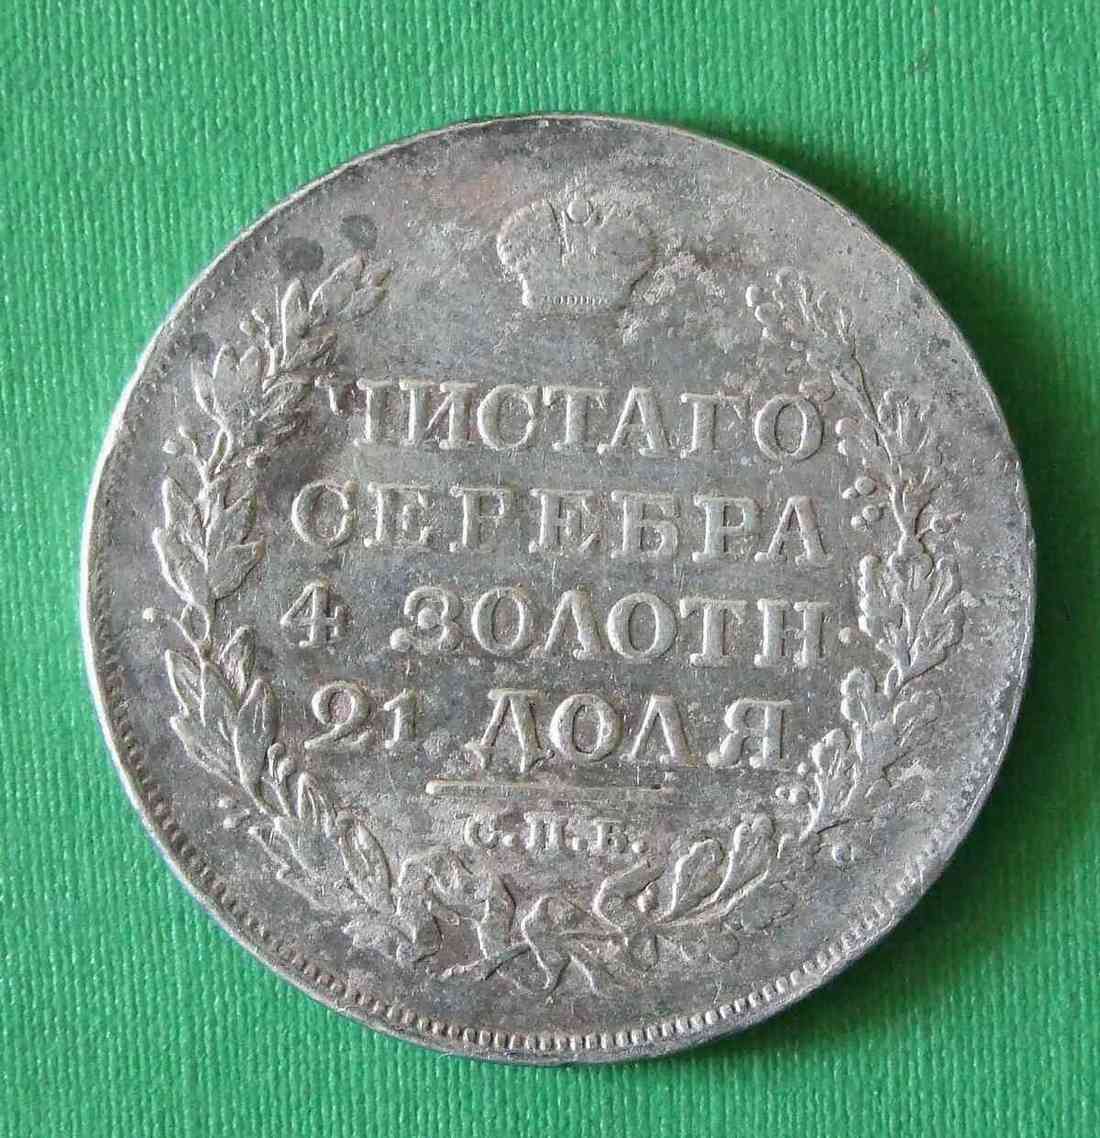 ЧИСТАГО
СЕРЕБРА
4 ЗОЛОТН
21 ДОЛЯ
С.П.Б.